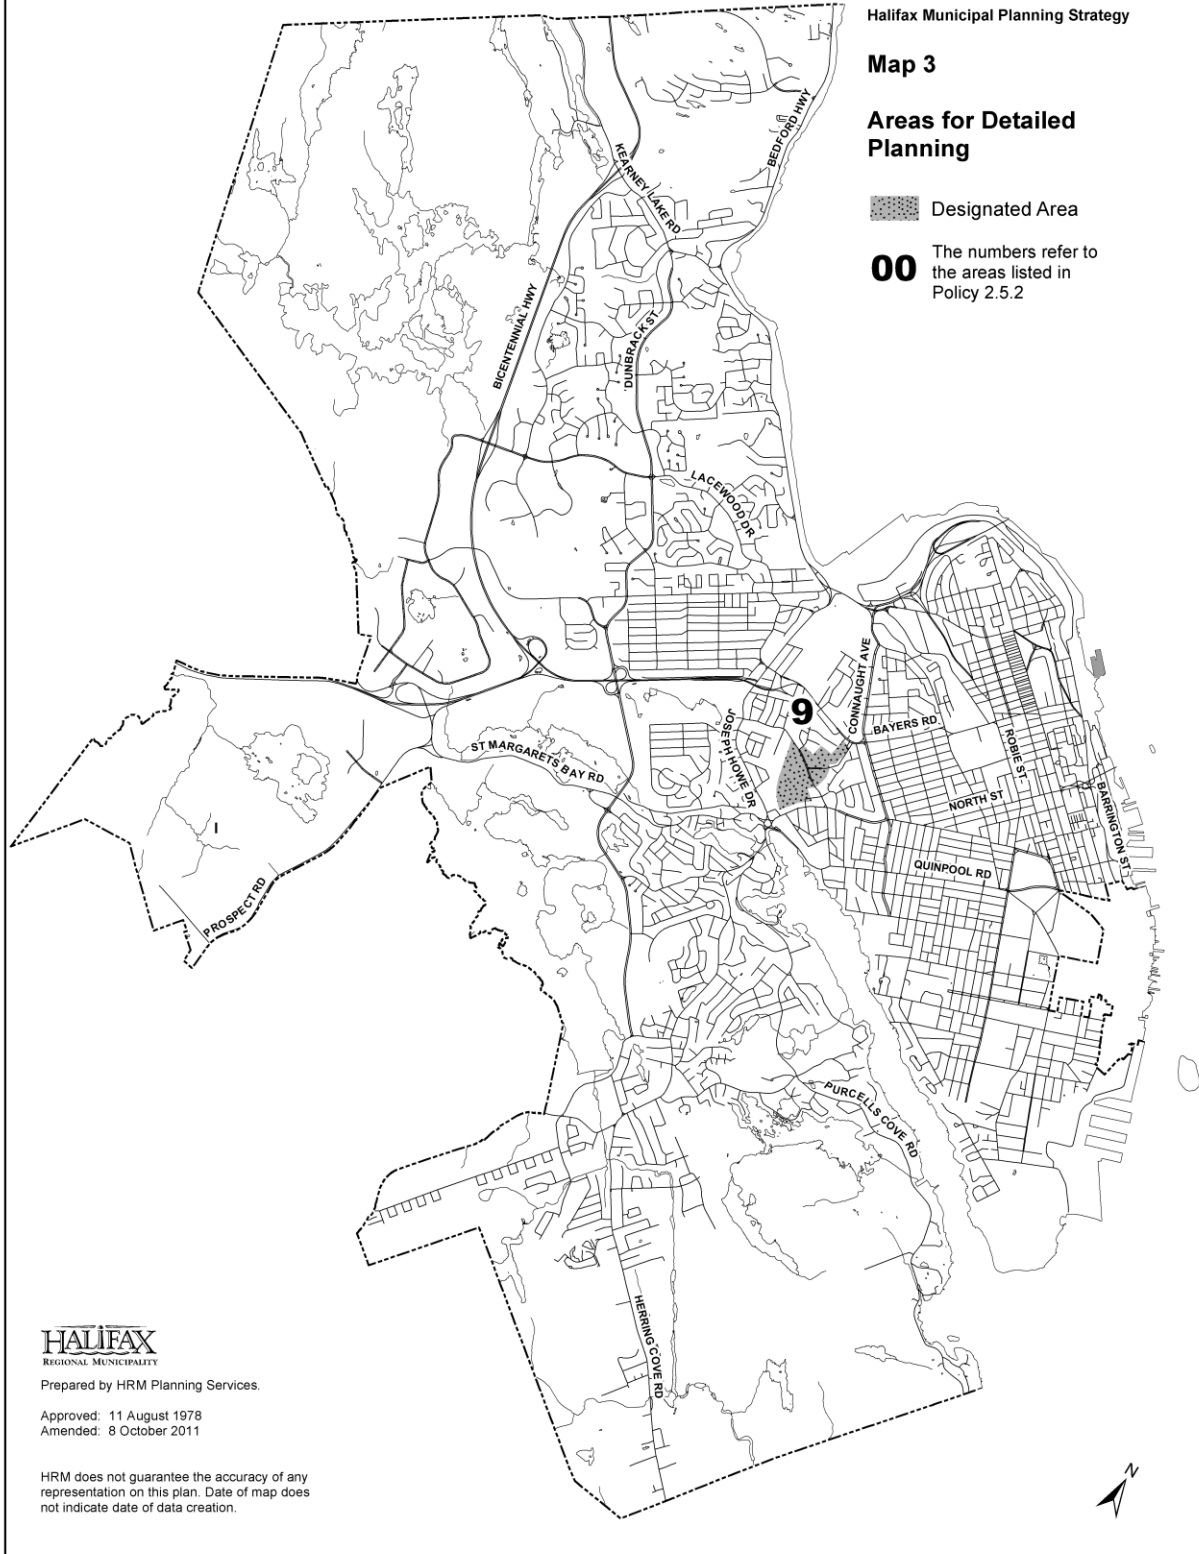 Halifax Municipal Planning Strategy
Map 3
Areas for Detailed
Planning
Designated Area
00
The numbers refer to
the areas listed in
Policy 2.5.2
BEDFORD HWY
KEARNEY LAKE RD
BICENTENNIAL HWY
DUNBRACK ST
LACEWOOD DR
CONNAUGHT AVE
9
BAYERS RD
JOSEPH HOWE DR
ST MARGARETS BAY RD
ROBIE ST
NORTH ST
BARRINGTON ST
QUINPOOL RD
PROSPECT RD
PURCELLS COVE RD
HERRING COVE RD
HALIFAX
REGIONAL MUNICIPALITY
Prepared by HRM Planning Services.
Approved: 11 August 1978
Amended: 8 October 2011
HRM does not guarantee the accuracy of any
representation on this plan. Date of map does
not indicate date of data creation.
N